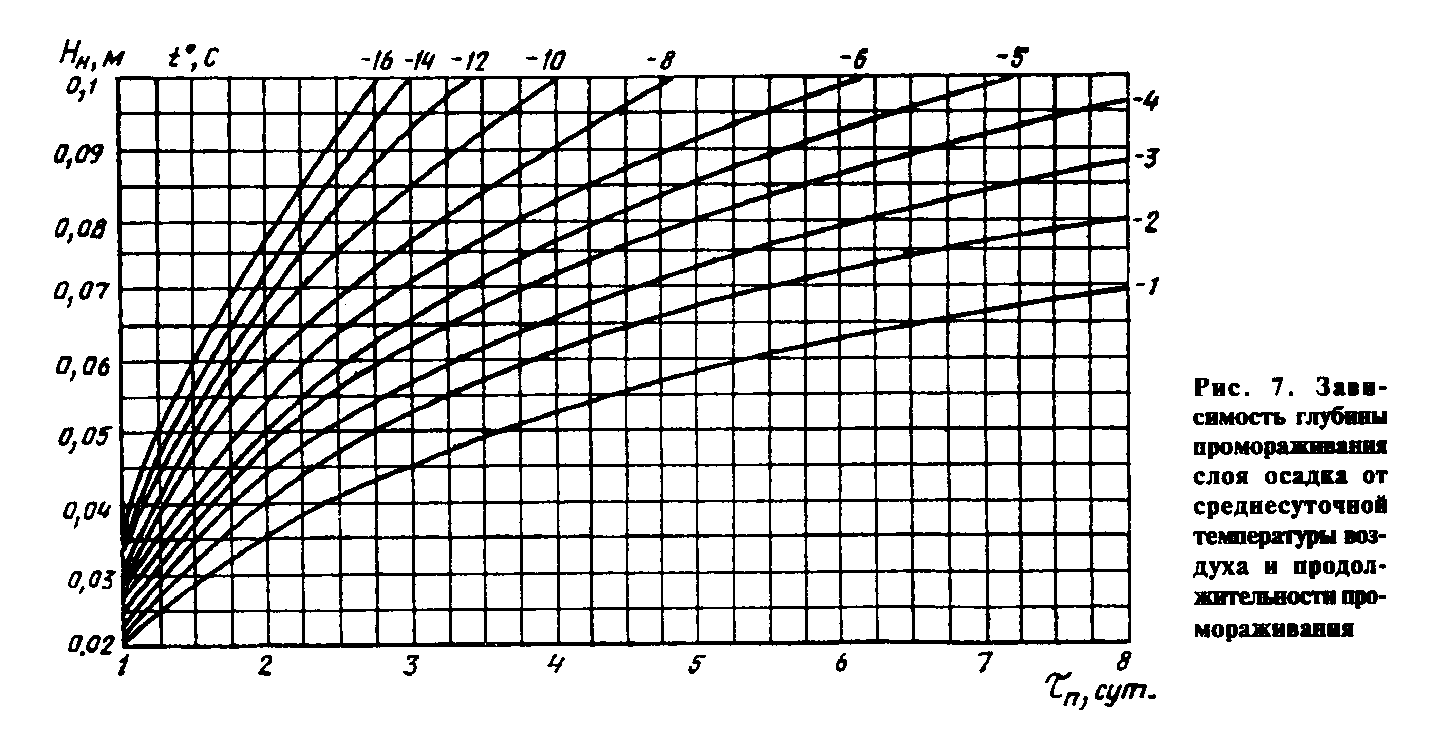 Hн, м t°, С -16 -14 -12 -10 -8 -6 -5
0,1
-4
0,09
-3
0,08
-2
0,07
-1
0,06
0,05
0,04
0,03
0.02
1 2 3 4 5 6 7 8
τп, сут.
Рис. 7. Зави-
симость глубины
промораживания
слоя осадка от
среднесуточной
температуры воз-
духа и продол-
жительности про-
мораживания